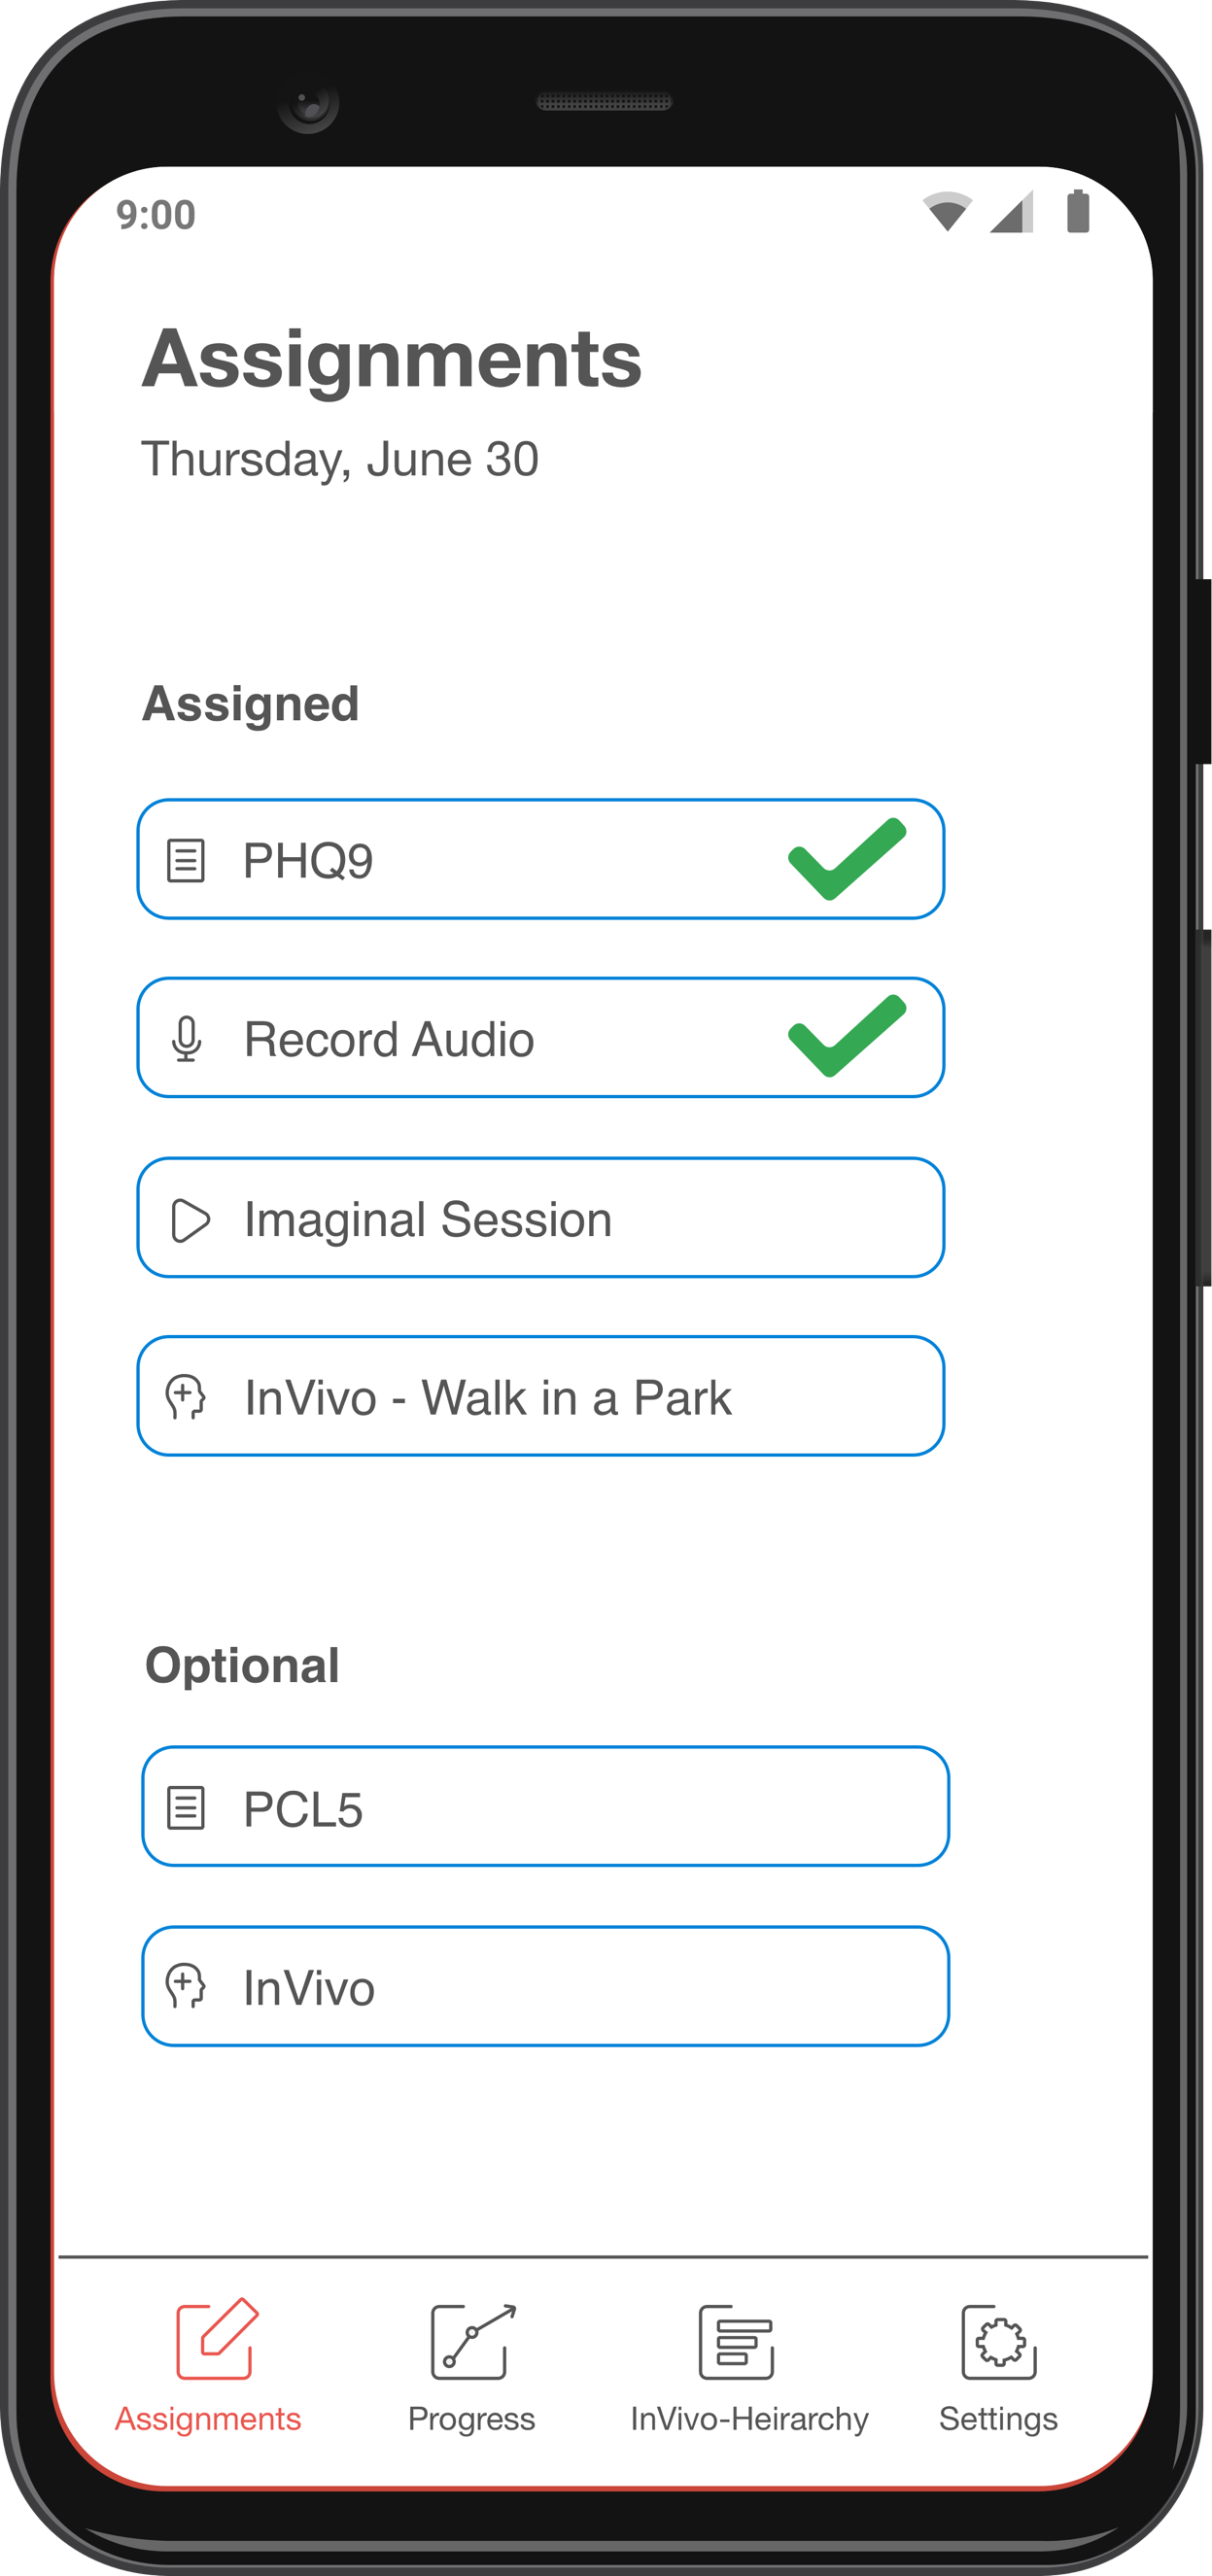 9:00
Assignments
Thursday, June 30
Assigned
PHQ9
Record Audio
Imaginal Session
InVivo - Walk in a Park
Optional
PCL5
InVivo
Assignments
Progress
InVivo-Heirarchy
Settings